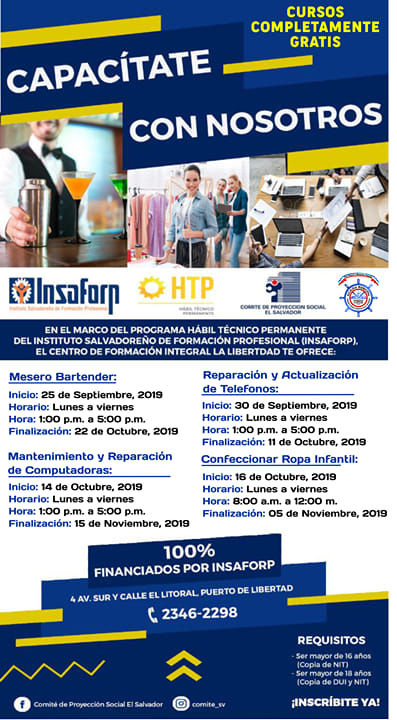 CURSOS
COMPLETAMENTE
GRATIS
CAPACÍTATE
CON NOSOTROS
Insaforp
Instituto Salvadoreño de Formación Profesional
HTP
HÁBIL TÉCNICO
PERMANENTE
COMITE DE PROYECCION SOCIAL
EL SALVADOR
EN EL MARCO DEL PROGRAMA HÁBIL TÉCNICO PERMANENTE
DEL INSTITUTO SALVADOREÑO DE FORMACIÓN PROFESIONAL (INSAFORP),
EL CENTRO DE FORMACIÓN INTEGRAL LA LIBERTDAD TE OFRECE:
Mesero Bartender:
Inicio: 25 de Septiembre, 2019
Horario: Lunes a viernes
Hora: 1:00 p.m. a 5:00 p.m.
Finalización: 22 de Octubre, 2019
Reparación y Actualización
de Telefonos:
Inicio: 30 de Septiembre, 2019
Horario: Lunes a viernes
Hora: 1:00 p.m. a 5:00 p.m.
Finalización: 11 de Octubre, 2019
Mantenimiento y Reparación
de Computadoras:
Inicio: 14 de Octubre, 2019
Horario: Lunes a viernes
Hora: 1:00 p.m. a 5:00 p.m.
Finalización: 15 de Noviembre, 2019
Confeccionar Ropa Infantil:
Inicio: 16 de Octubre, 2019
Horario: Lunes a viernes
Hora: 8:00 a.m. a 12:00 m.
Finalización: 05 de Noviembre, 2019
100%
FINANCIADOS POR INSAFORP
4 AV. SUR Y CALLE EL LITORAL, PUERTO DE LIBERTAD
2346-2298
REQUISITOS
- Ser mayor de 16 años
(Copia de NIT)
- Ser mayor de 18 años
(Copia de DUI y NIT)
Comité de Proyección Social El Salvador
comite_sv
¡INSCRÍBITE YA!